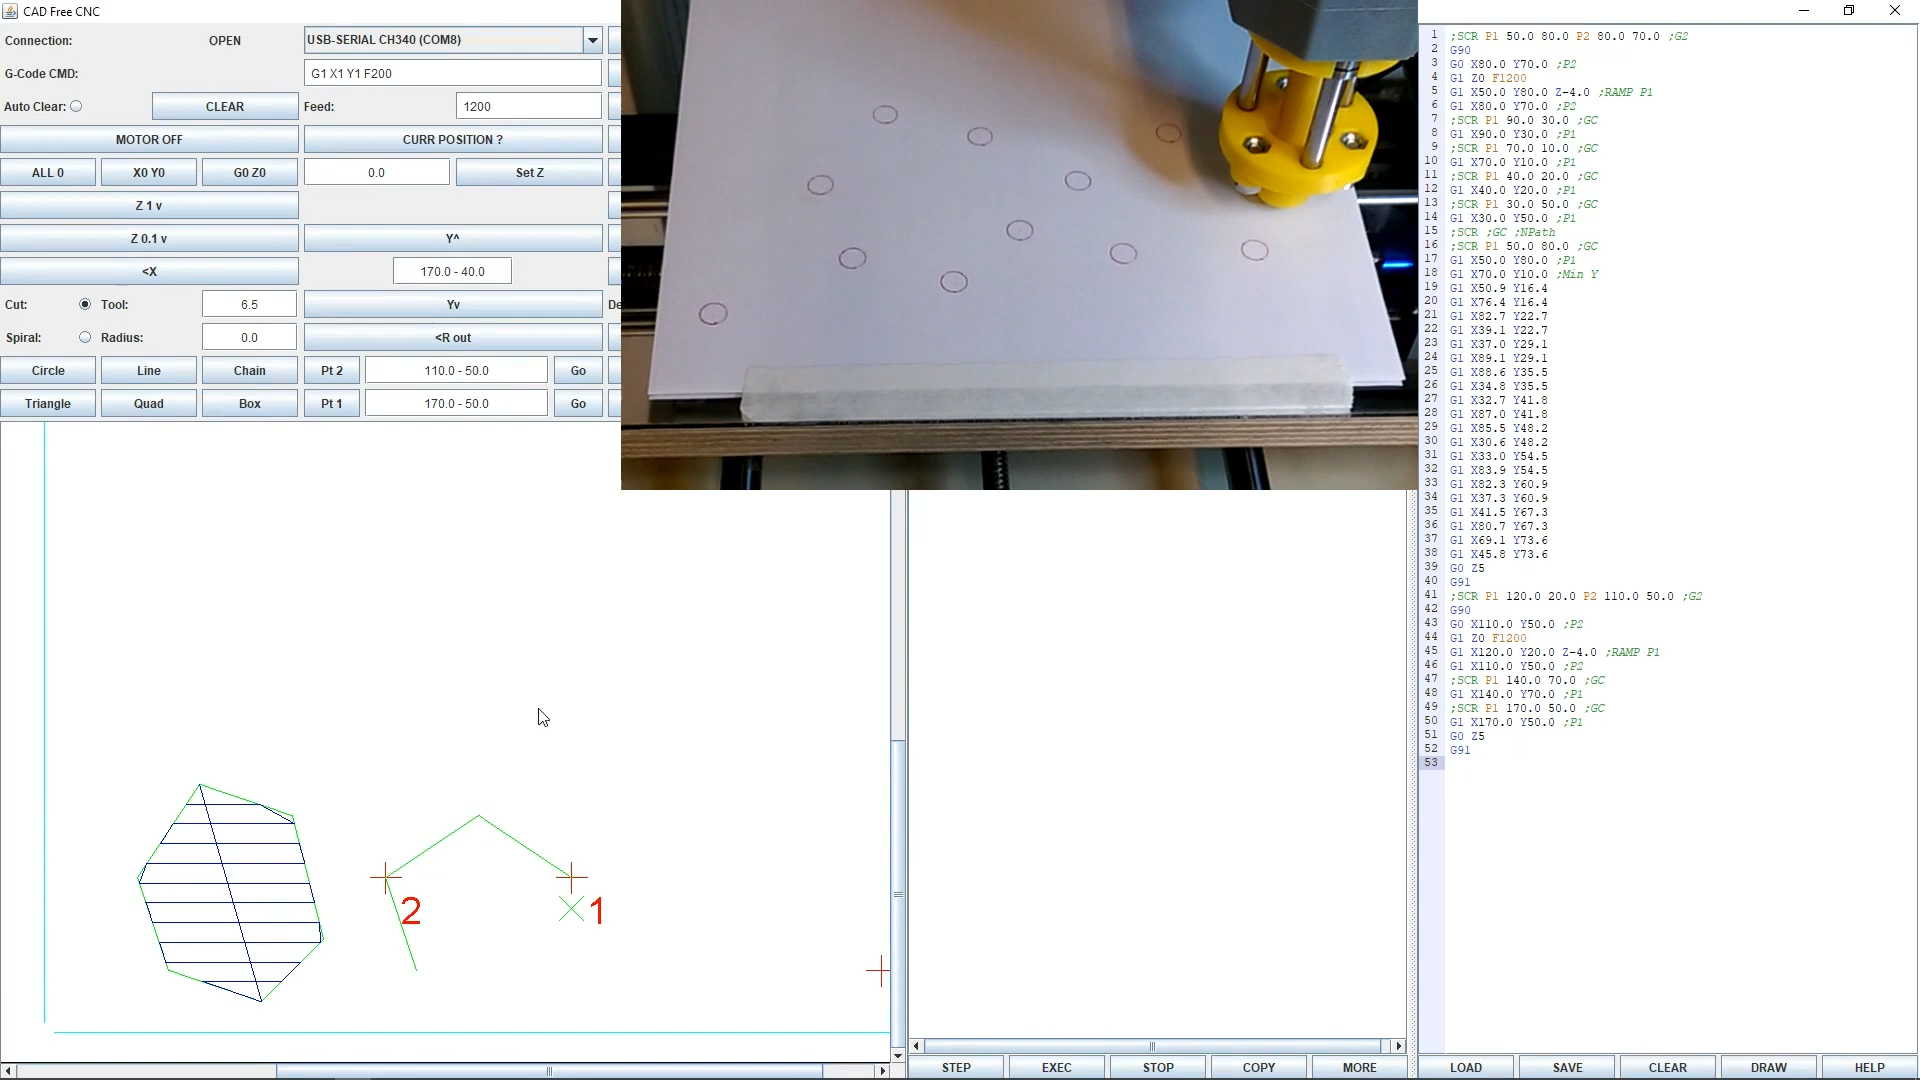 CAD Free CNC
Connection:
OPEN
USB-SERIAL CH340 (COM8)
G-Code CMD:
G1 X1 Y1 F200
Auto Clear:
CLEAR
Feed:
1200
MOTOR OFF
CURR POSITION ?
ALL 0
X0 Y0
G0 Z0
0.0
Set Z
Z 1 v
Z 0.1 v
Y^
<X
170.0 - 40.0
Cut:
Tool:
6.5
Yv
De
Spiral:
Radius:
0.0
<R out
Circle
Line
Chain
Pt 2
110.0 - 50.0
Go
Triangle
Quad
Box
Pt 1
170.0 - 50.0
Go
2
1
1 ;SCR P1 50.0 80.0 P2 80.0 70.0 ;G2
2 G90
3 G0 X80.0 Y70.0 ;P2
4 G1 Z0 F1200
5 G1 X50.0 Y80.0 Z-4.0 ;RAMP P1
6 G1 X80.0 Y70.0 ;P2
7 ;SCR P1 90.0 30.0 ;GC
8 G1 X90.0 Y30.0 ;P1
9 ;SCR P1 70.0 10.0 ;GC
10 G1 X70.0 Y10.0 ;P1
11 ;SCR P1 40.0 20.0 ;GC
12 G1 X40.0 Y20.0 ;P1
13 ;SCR P1 30.0 50.0 ;GC
14 G1 X30.0 Y50.0 ;P1
15 ;SCR ;GC ;NPath
16 ;SCR P1 50.0 80.0 ;GC
17 G1 X50.0 Y80.0 ;P1
18 G1 X70.0 Y10.0 ;Min Y
19 G1 X50.9 Y16.4
20 G1 X76.4 Y16.4
21 G1 X82.7 Y22.7
22 G1 X39.1 Y22.7
23 G1 X37.0 Y29.1
24 G1 X89.1 Y29.1
25 G1 X88.6 Y35.5
26 G1 X34.8 Y35.5
27 G1 X32.7 Y41.8
28 G1 X87.0 Y41.8
29 G1 X85.5 Y48.2
30 G1 X30.6 Y48.2
31 G1 X33.0 Y54.5
32 G1 X83.9 Y54.5
33 G1 X82.3 Y60.9
34 G1 X37.3 Y60.9
35 G1 X41.5 Y67.3
36 G1 X80.7 Y67.3
37 G1 X69.1 Y73.6
38 G1 X45.8 Y73.6
39 G0 Z5
40 G91
41 ;SCR P1 120.0 20.0 P2 110.0 50.0 ;G2
42 G90
43 G0 X110.0 Y50.0 ;P2
44 G1 Z0 F1200
45 G1 X120.0 Y20.0 Z-4.0 ;RAMP P1
46 G1 X110.0 Y50.0 ;P2
47 ;SCR P1 140.0 70.0 ;GC
48 G1 X140.0 Y70.0 ;P1
49 ;SCR P1 170.0 50.0 ;GC
50 G1 X170.0 Y50.0 ;P1
51 G0 Z5
52 G91
53
STEP
EXEC
STOP
COPY
MORE
LOAD
SAVE
CLEAR
DRAW
HELP